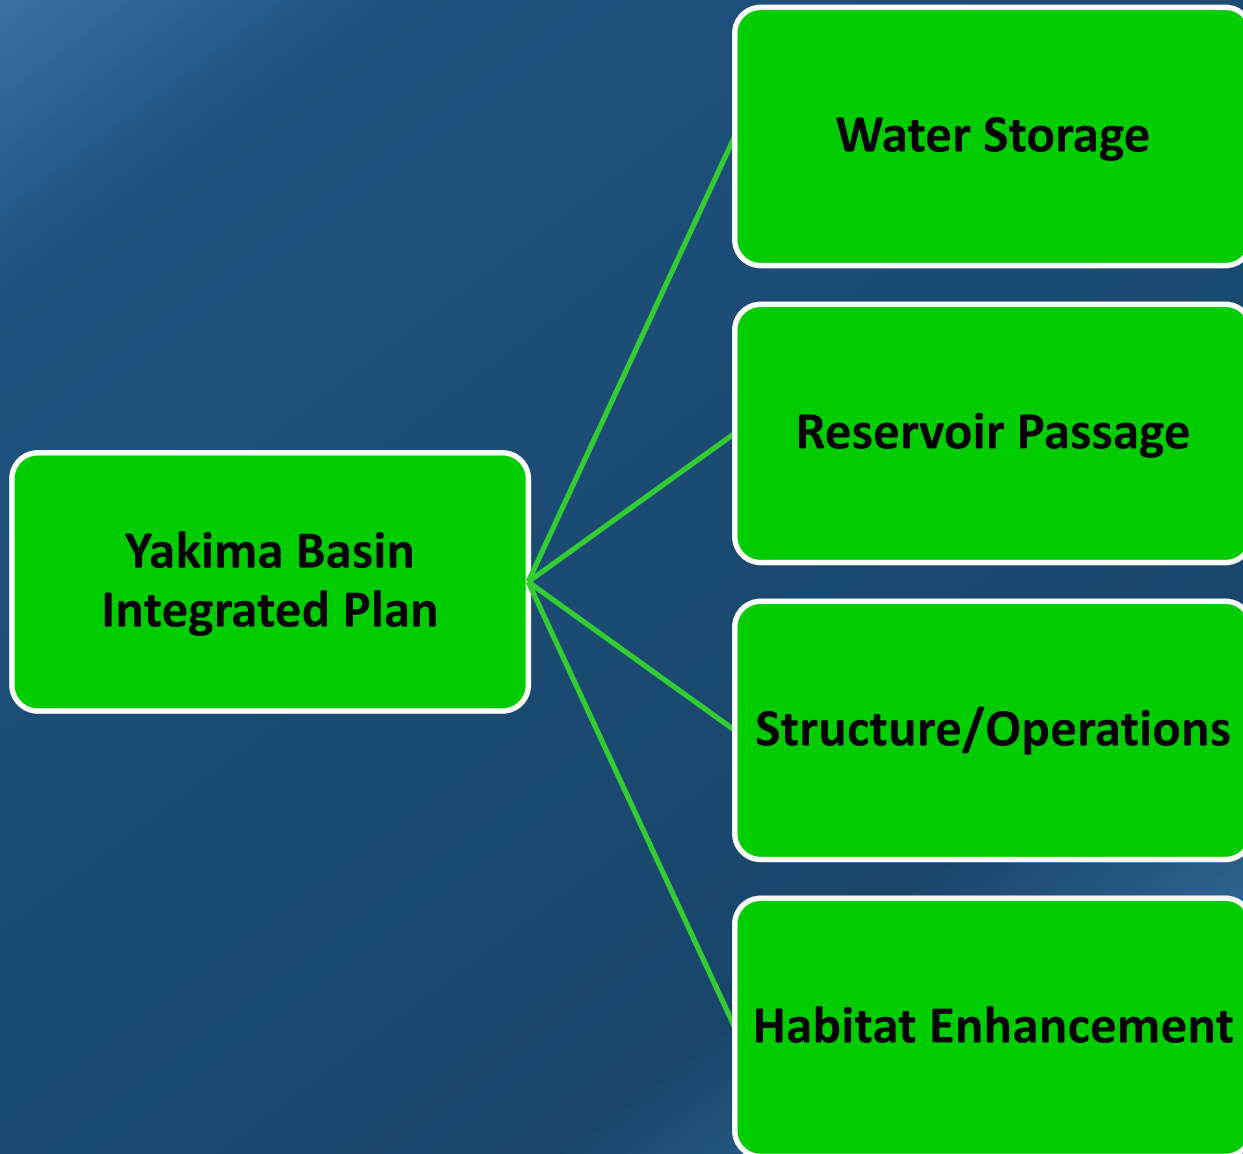 Yakima Basin
Integrated Plan
Water Storage
Reservoir Passage
Structure/Operations
Habitat Enhancement